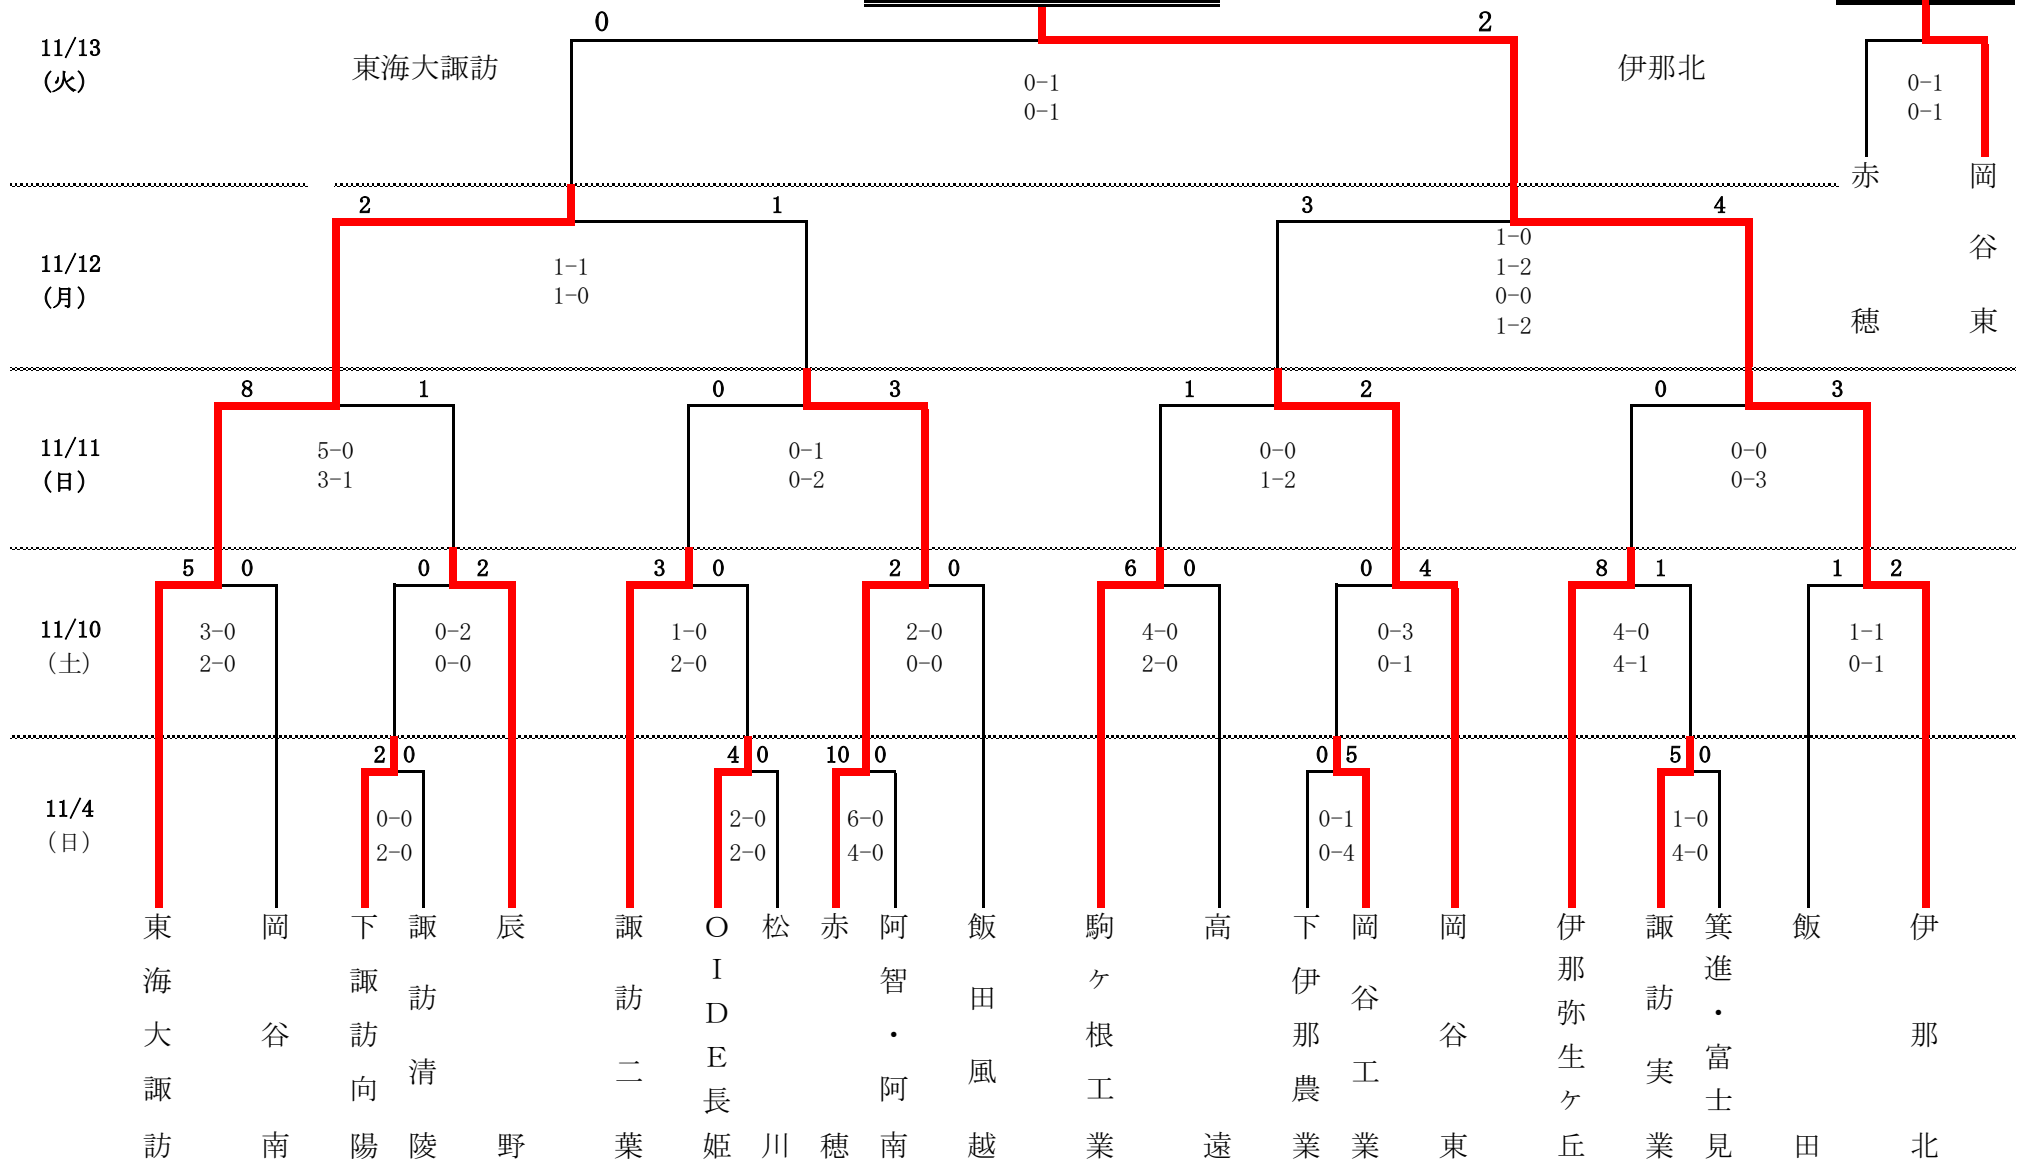 0 2
11/13
(火)
東海大諏訪
伊那北
0-1
0-1
0-1
0-1
赤穂
岡谷東
2 1 3 4
11/12
(月)
1-1
1-0
1-0
1-2
0-0
1-2
8 1 0 3 1 2 0 3
11/11
(日)
5-0
3-1
0-1
0-2
0-0
1-2
0-0
0-3
5 0 0 2 3 0 2 0 6 0 0 4 8 1 1 2
11/10
(土)
3-0
2-0
0-2
0-0
1-0
2-0
2-0
0-0
4-0
2-0
0-3
0-1
4-0
4-1
1-1
0-1
2 0 4 0 10 0 0 5 5 0
11/4
(日)
0-0
2-0
2-0
2-0
6-0
4-0
0-1
0-4
1-0
4-0
東海大諏訪
岡谷南
下諏訪向陽
諏訪清陵
辰野
諏訪二葉
OIDE長姫
松川
赤穂
阿智・阿南
飯田風越
駒ヶ根工業
高遠
下伊那農業
岡谷工業
岡谷東
伊那弥生ケ丘
諏訪実業
箕進・富士見
飯田
伊那北